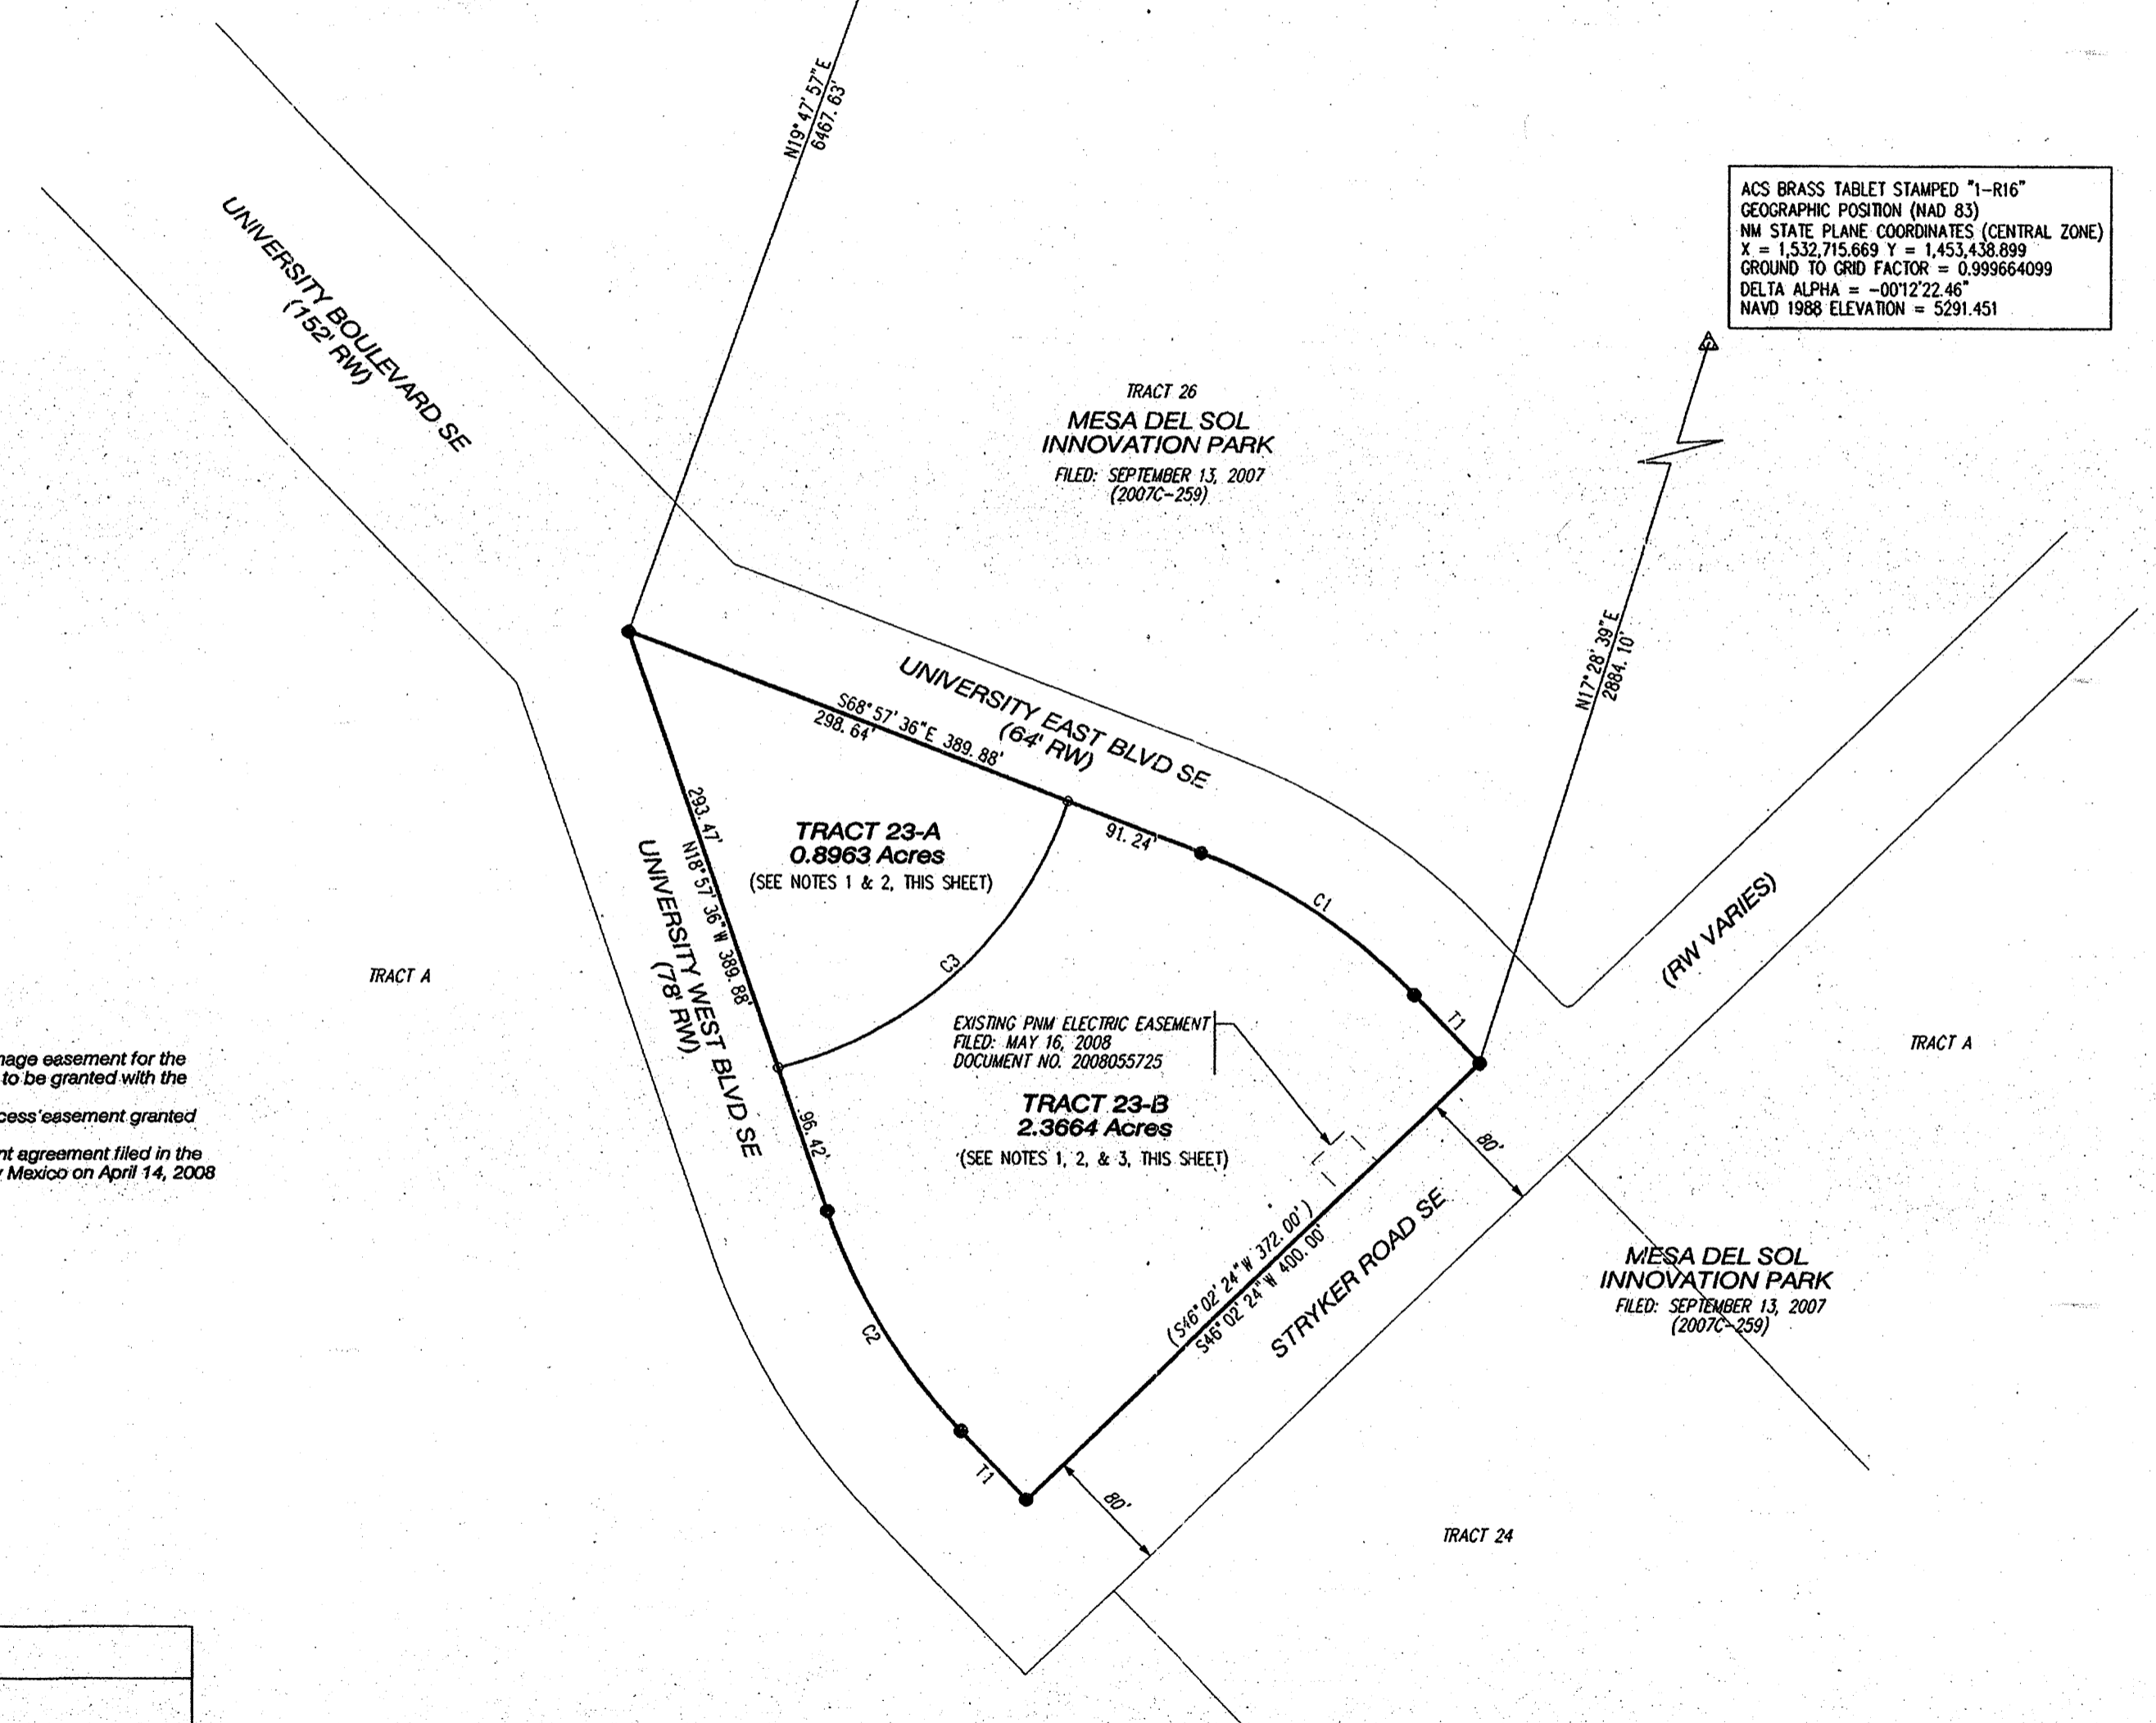 N19°47'57"E
6467.63'
ACS BRASS TABLET STAMPED "1-R16"
GEOGRAPHIC POSITION (NAD 83)
NM STATE PLANE COORDINATES (CENTRAL ZONE)
X = 1,532,715.669 Y = 1,453,438.899
GROUND TO GRID FACTOR = 0.999664099
DELTA ALPHA = -00°12'22.46"
NAVD 1988 ELEVATION = 5291.451
UNIVERSITY BOULEVARD SE
(152' RW)
TRACT 26
MESA DEL SOL
INNOVATION PARK
FILED: SEPTEMBER 13, 2007
(2007C-259)
N17°28'39"E
2884.10'
UNIVERSITY EAST BLVD SE
(64' RW)
S68°57'36"E 389.88'
298.64'
91.24'
C1
T1
293.47'
N18°57'36"W 389.88'
96.42'
UNIVERSITY WEST BLVD SE
(78' RW)
TRACT 23-A
0.8963 Acres
(SEE NOTES 1 & 2, THIS SHEET)
C3
(RW VARIES)
TRACT A
TRACT A
EXISTING PNM ELECTRIC EASEMENT
FILED: MAY 16, 2008
DOCUMENT NO. 2008055725
TRACT 23-B
2.3664 Acres
(SEE NOTES 1, 2, & 3, THIS SHEET)
nage easement for the
to be granted with the
cess easement granted
nt agreement filed in the
Mexico on April 14, 2008
80'
(S46°02'24"W 372.00')
S46°02'24"W 400.00'
STRYKER ROAD SE
MESA DEL SOL
INNOVATION PARK
FILED: SEPTEMBER 13, 2007
(2007C-259)
C2
T1
80'
TRACT 24